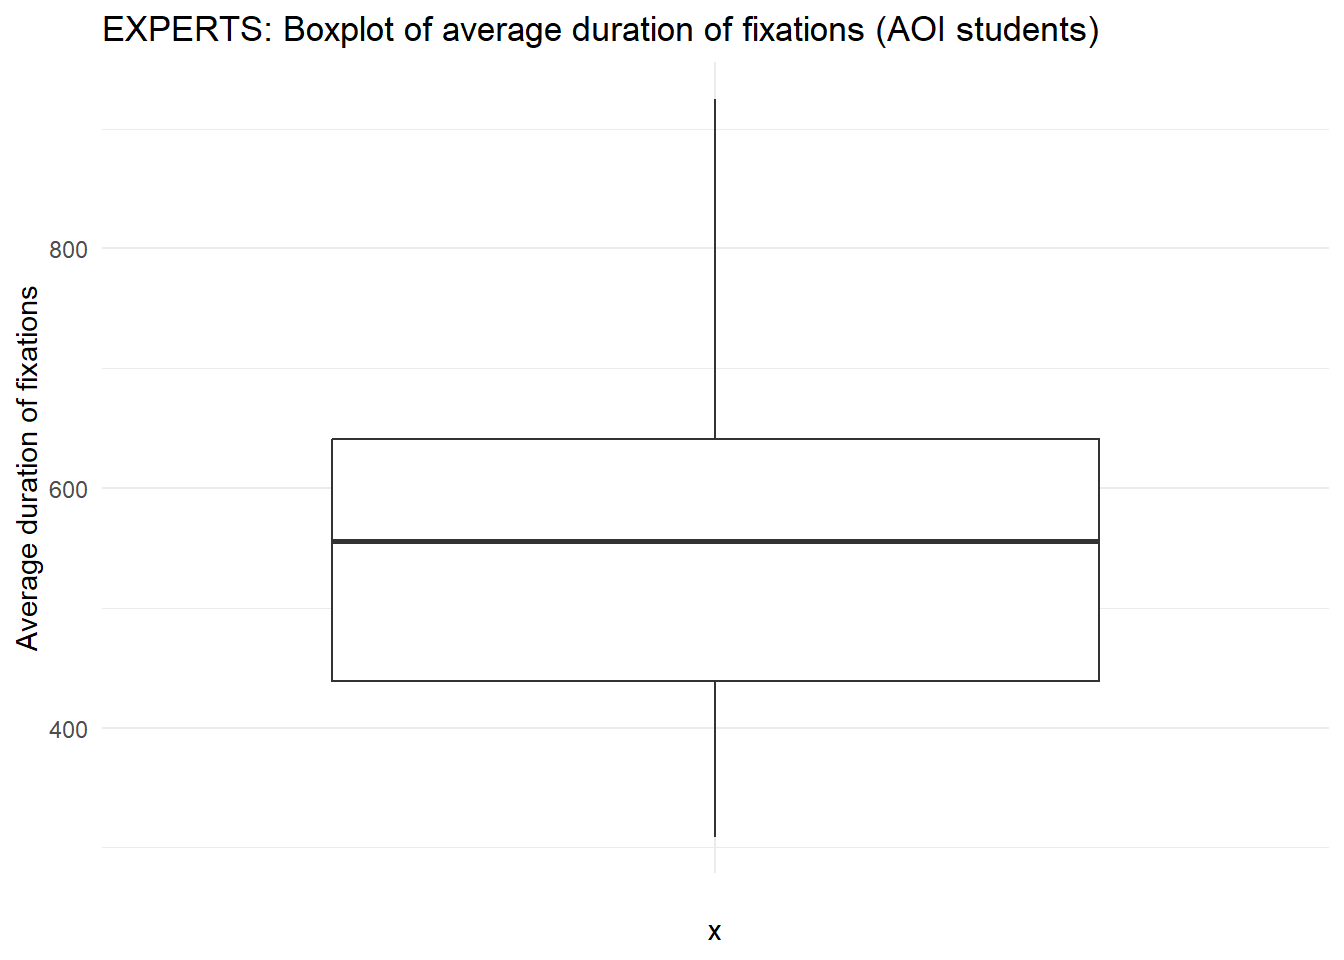 EXPERTS: Boxplot of average duration of fixations (AOI students)
Average duration of fixations
800
600
400
x